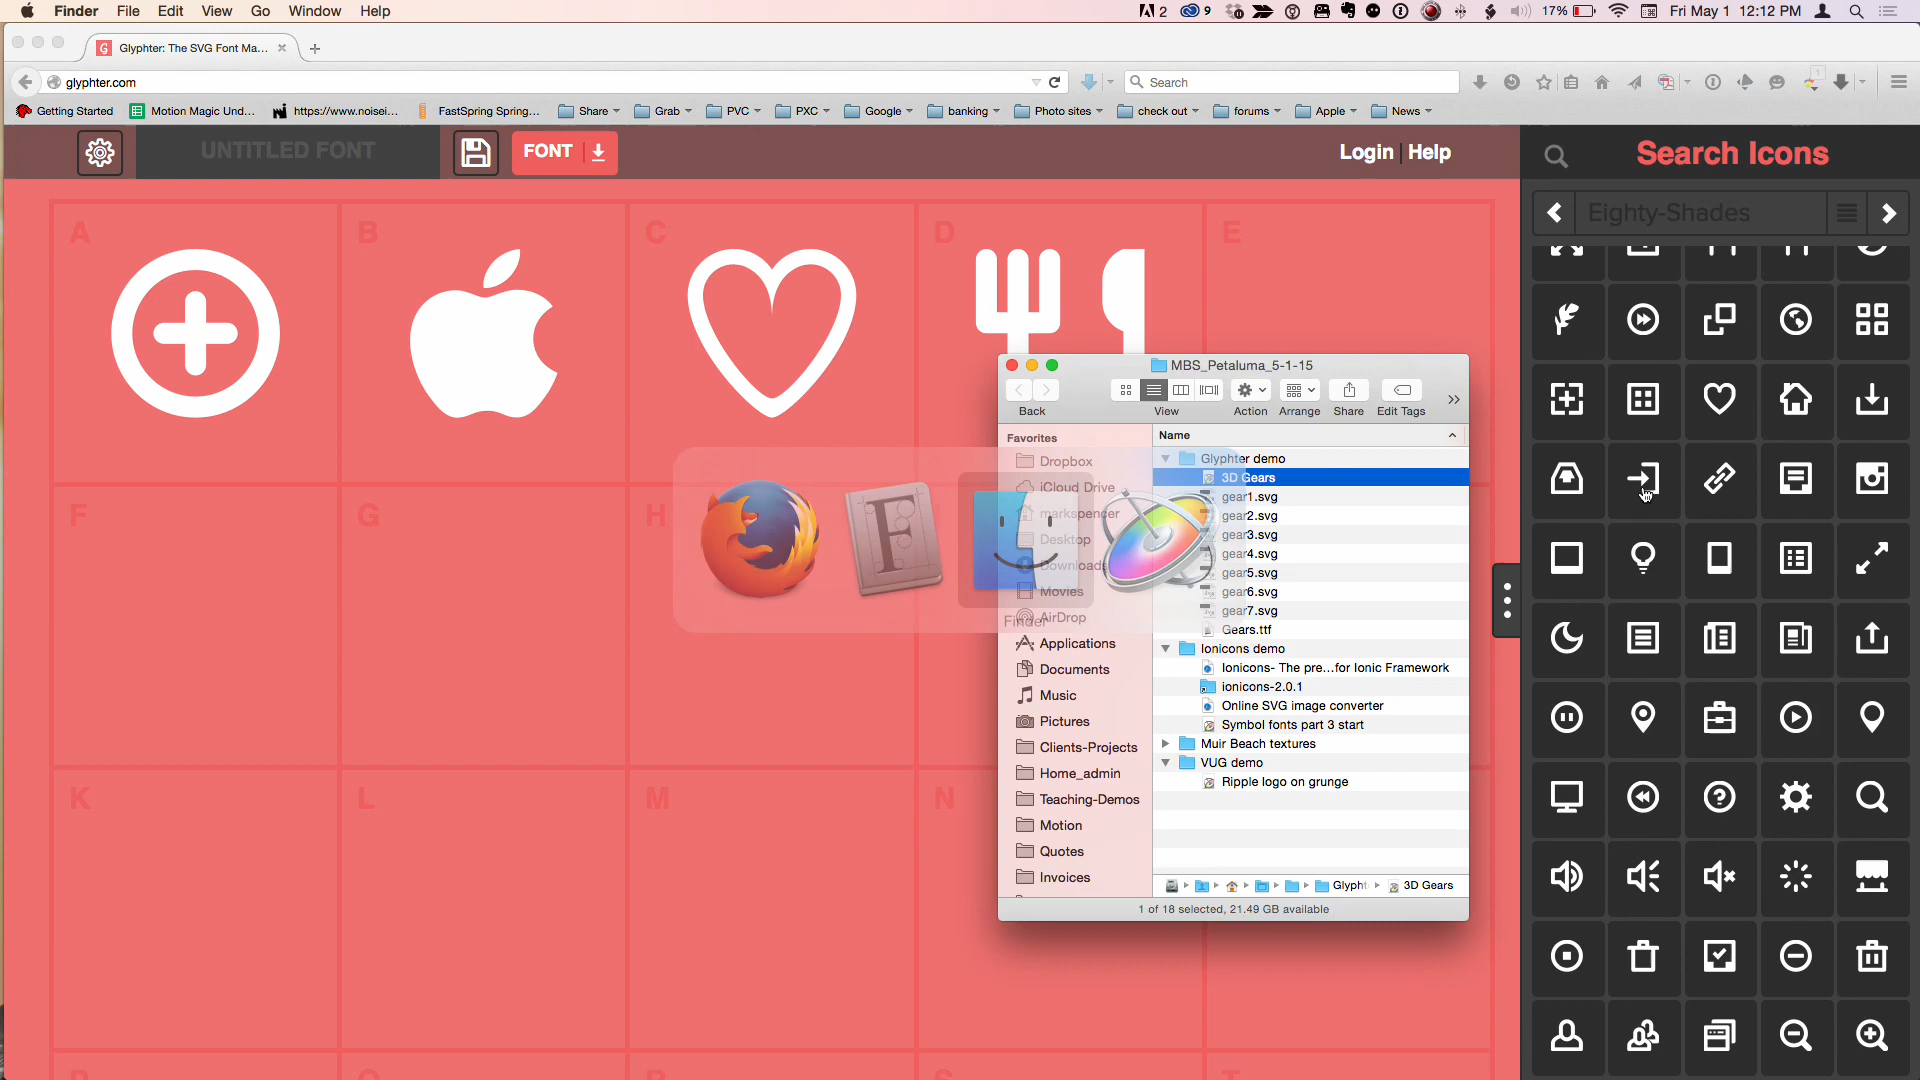 Finder File Edit View Go Window Help
2 9 17% Fri May 1 12:12 PM
Glyphter: The SVG Font Ma...
glyphter.com
Search
1
Getting Started Motion Magic Und... https://www.noisei... FastSpring Spring... Share Grab PVC PXC Google banking Photo sites check out forums Apple News
UNTITLED FONT
FONT
Login Help
Search Icons
Eighty-Shades
A B C D E
F G H
K L M N
MBS_Petaluma_5-1-15
Back View Action Arrange Share Edit Tags
Favorites
Dropbox
iCloud Drive
markspencer
Desktop
Downloads
Movies
AirDrop
Applications
Documents
Music
Pictures
Clients-Projects
Home_admin
Teaching-Demos
Motion
Quotes
Invoices
Name
Glyphter demo
3D Gears
gear1.svg
gear2.svg
gear3.svg
gear4.svg
gear5.svg
gear6.svg
gear7.svg
Gears.ttf
Ionicons demo
Ionicons- The pre...for Ionic Framework
ionicons-2.0.1
Online SVG image converter
Symbol fonts part 3 start
Muir Beach textures
VUG demo
Ripple logo on grunge
Glypht 3D Gears
1 of 18 selected, 21.49 GB available
Finder